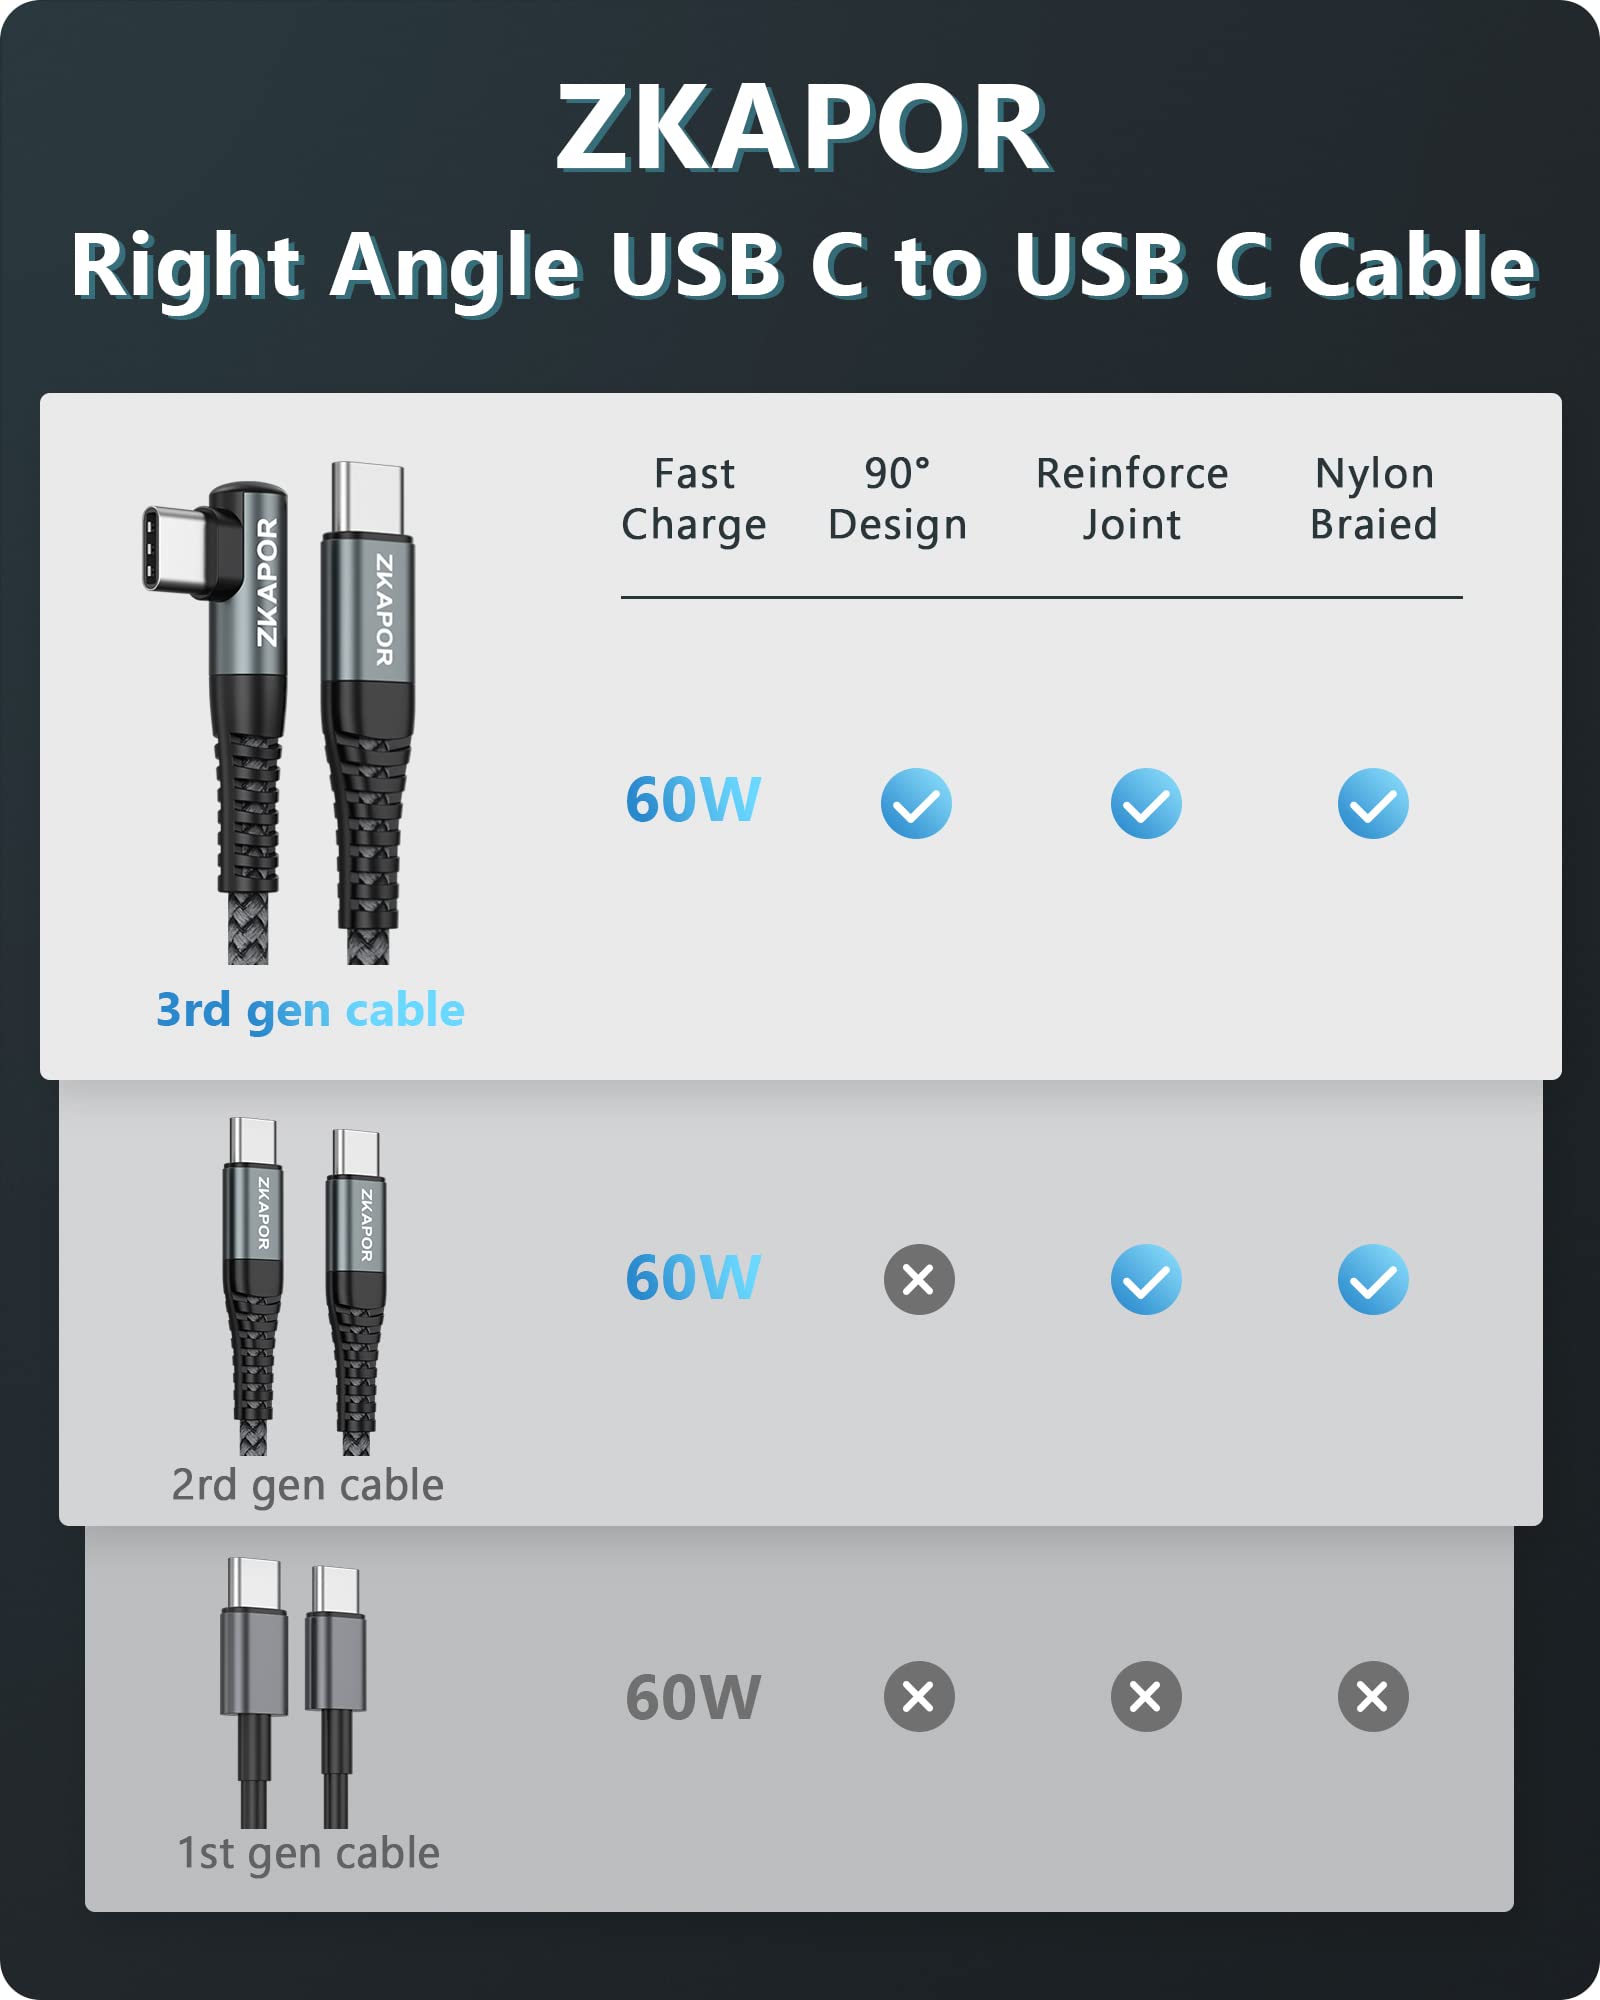 ZKAPOR
Right Angle USB C to USB C Cable
Fast
Charge
90°
Design
Reinforce
Joint
Nylon
Braied
ZKAPOR
ZKAPOR
60W
3rd gen cable
ZKAPOR
ZKAPOR
60W
2rd gen cable
60W
1st gen cable